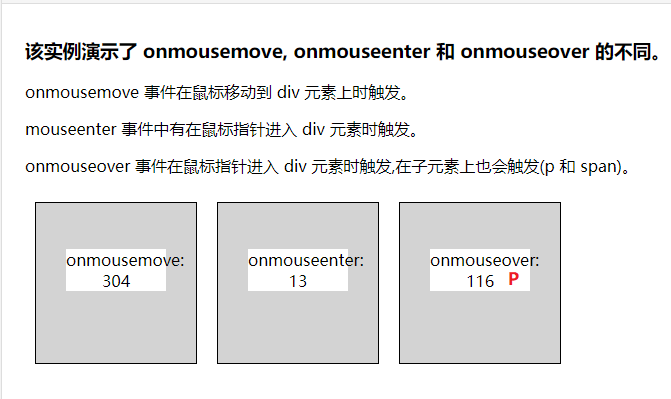 该实例演示了 onmousemove, onmouseenter 和 onmouseover 的不同。
onmousemove 事件在鼠标移动到 div 元素上时触发。
mouseenter 事件中有在鼠标指针进入 div 元素时触发。
onmouseover 事件在鼠标指针进入 div 元素时触发,在子元素上也会触发(p 和 span)。
onmousemove:
304
onmouseenter:
13
onmouseover:
116 P